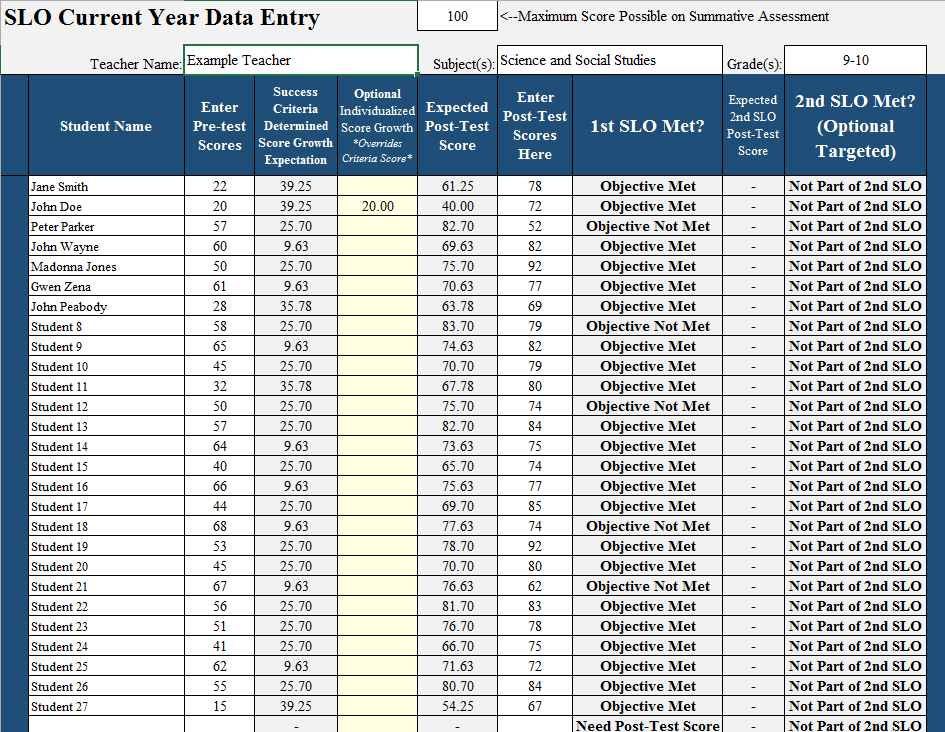 SLO Current Year Data Entry 100 <--Maximum Score Possible on Summative Assessment
Teacher Name: Example Teacher Subject(s): Science and Social Studies Grade(s): 9-10
Student Name
Enter
Pre-test
Scores
Success
Criteria
Determined
Score Growth
Expectation
Optional
Individualized
Score Growth
*Overrides
Criteria Score*
Expected
Post-Test
Score
Enter
Post-Test
Scores
Here
1st SLO Met?
Expected
2nd SLO
Post-Test
Score
2nd SLO Met?
(Optional
Targeted)
Jane Smith 22 39.25 61.25 78 Objective Met - Not Part of 2nd SLO
John Doe 20 39.25 20.00 40.00 72 Objective Met - Not Part of 2nd SLO
Peter Parker 57 25.70 82.70 52 Objective Not Met - Not Part of 2nd SLO
John Wayne 60 9.63 69.63 82 Objective Met - Not Part of 2nd SLO
Madonna Jones 50 25.70 75.70 92 Objective Met - Not Part of 2nd SLO
Gwen Zena 61 9.63 70.63 77 Objective Met - Not Part of 2nd SLO
John Peabody 28 35.78 63.78 69 Objective Met - Not Part of 2nd SLO
Student 8 58 25.70 83.70 79 Objective Not Met - Not Part of 2nd SLO
Student 9 65 9.63 74.63 82 Objective Met - Not Part of 2nd SLO
Student 10 45 25.70 70.70 79 Objective Met - Not Part of 2nd SLO
Student 11 32 35.78 67.78 80 Objective Met - Not Part of 2nd SLO
Student 12 50 25.70 75.70 74 Objective Not Met - Not Part of 2nd SLO
Student 13 57 25.70 82.70 84 Objective Met - Not Part of 2nd SLO
Student 14 64 9.63 73.63 75 Objective Met - Not Part of 2nd SLO
Student 15 40 25.70 65.70 74 Objective Met - Not Part of 2nd SLO
Student 16 66 9.63 75.63 77 Objective Met - Not Part of 2nd SLO
Student 17 44 25.70 69.70 85 Objective Met - Not Part of 2nd SLO
Student 18 68 9.63 77.63 74 Objective Not Met - Not Part of 2nd SLO
Student 19 53 25.70 78.70 92 Objective Met - Not Part of 2nd SLO
Student 20 45 25.70 70.70 80 Objective Met - Not Part of 2nd SLO
Student 21 67 9.63 76.63 62 Objective Not Met - Not Part of 2nd SLO
Student 22 56 25.70 81.70 83 Objective Met - Not Part of 2nd SLO
Student 23 51 25.70 76.70 78 Objective Met - Not Part of 2nd SLO
Student 24 41 25.70 66.70 75 Objective Met - Not Part of 2nd SLO
Student 25 62 9.63 71.63 72 Objective Met - Not Part of 2nd SLO
Student 26 55 25.70 80.70 84 Objective Met - Not Part of 2nd SLO
Student 27 15 39.25 54.25 67 Objective Met - Not Part of 2nd SLO
- - Need Post-Test Score - Not Part of 2nd SLO